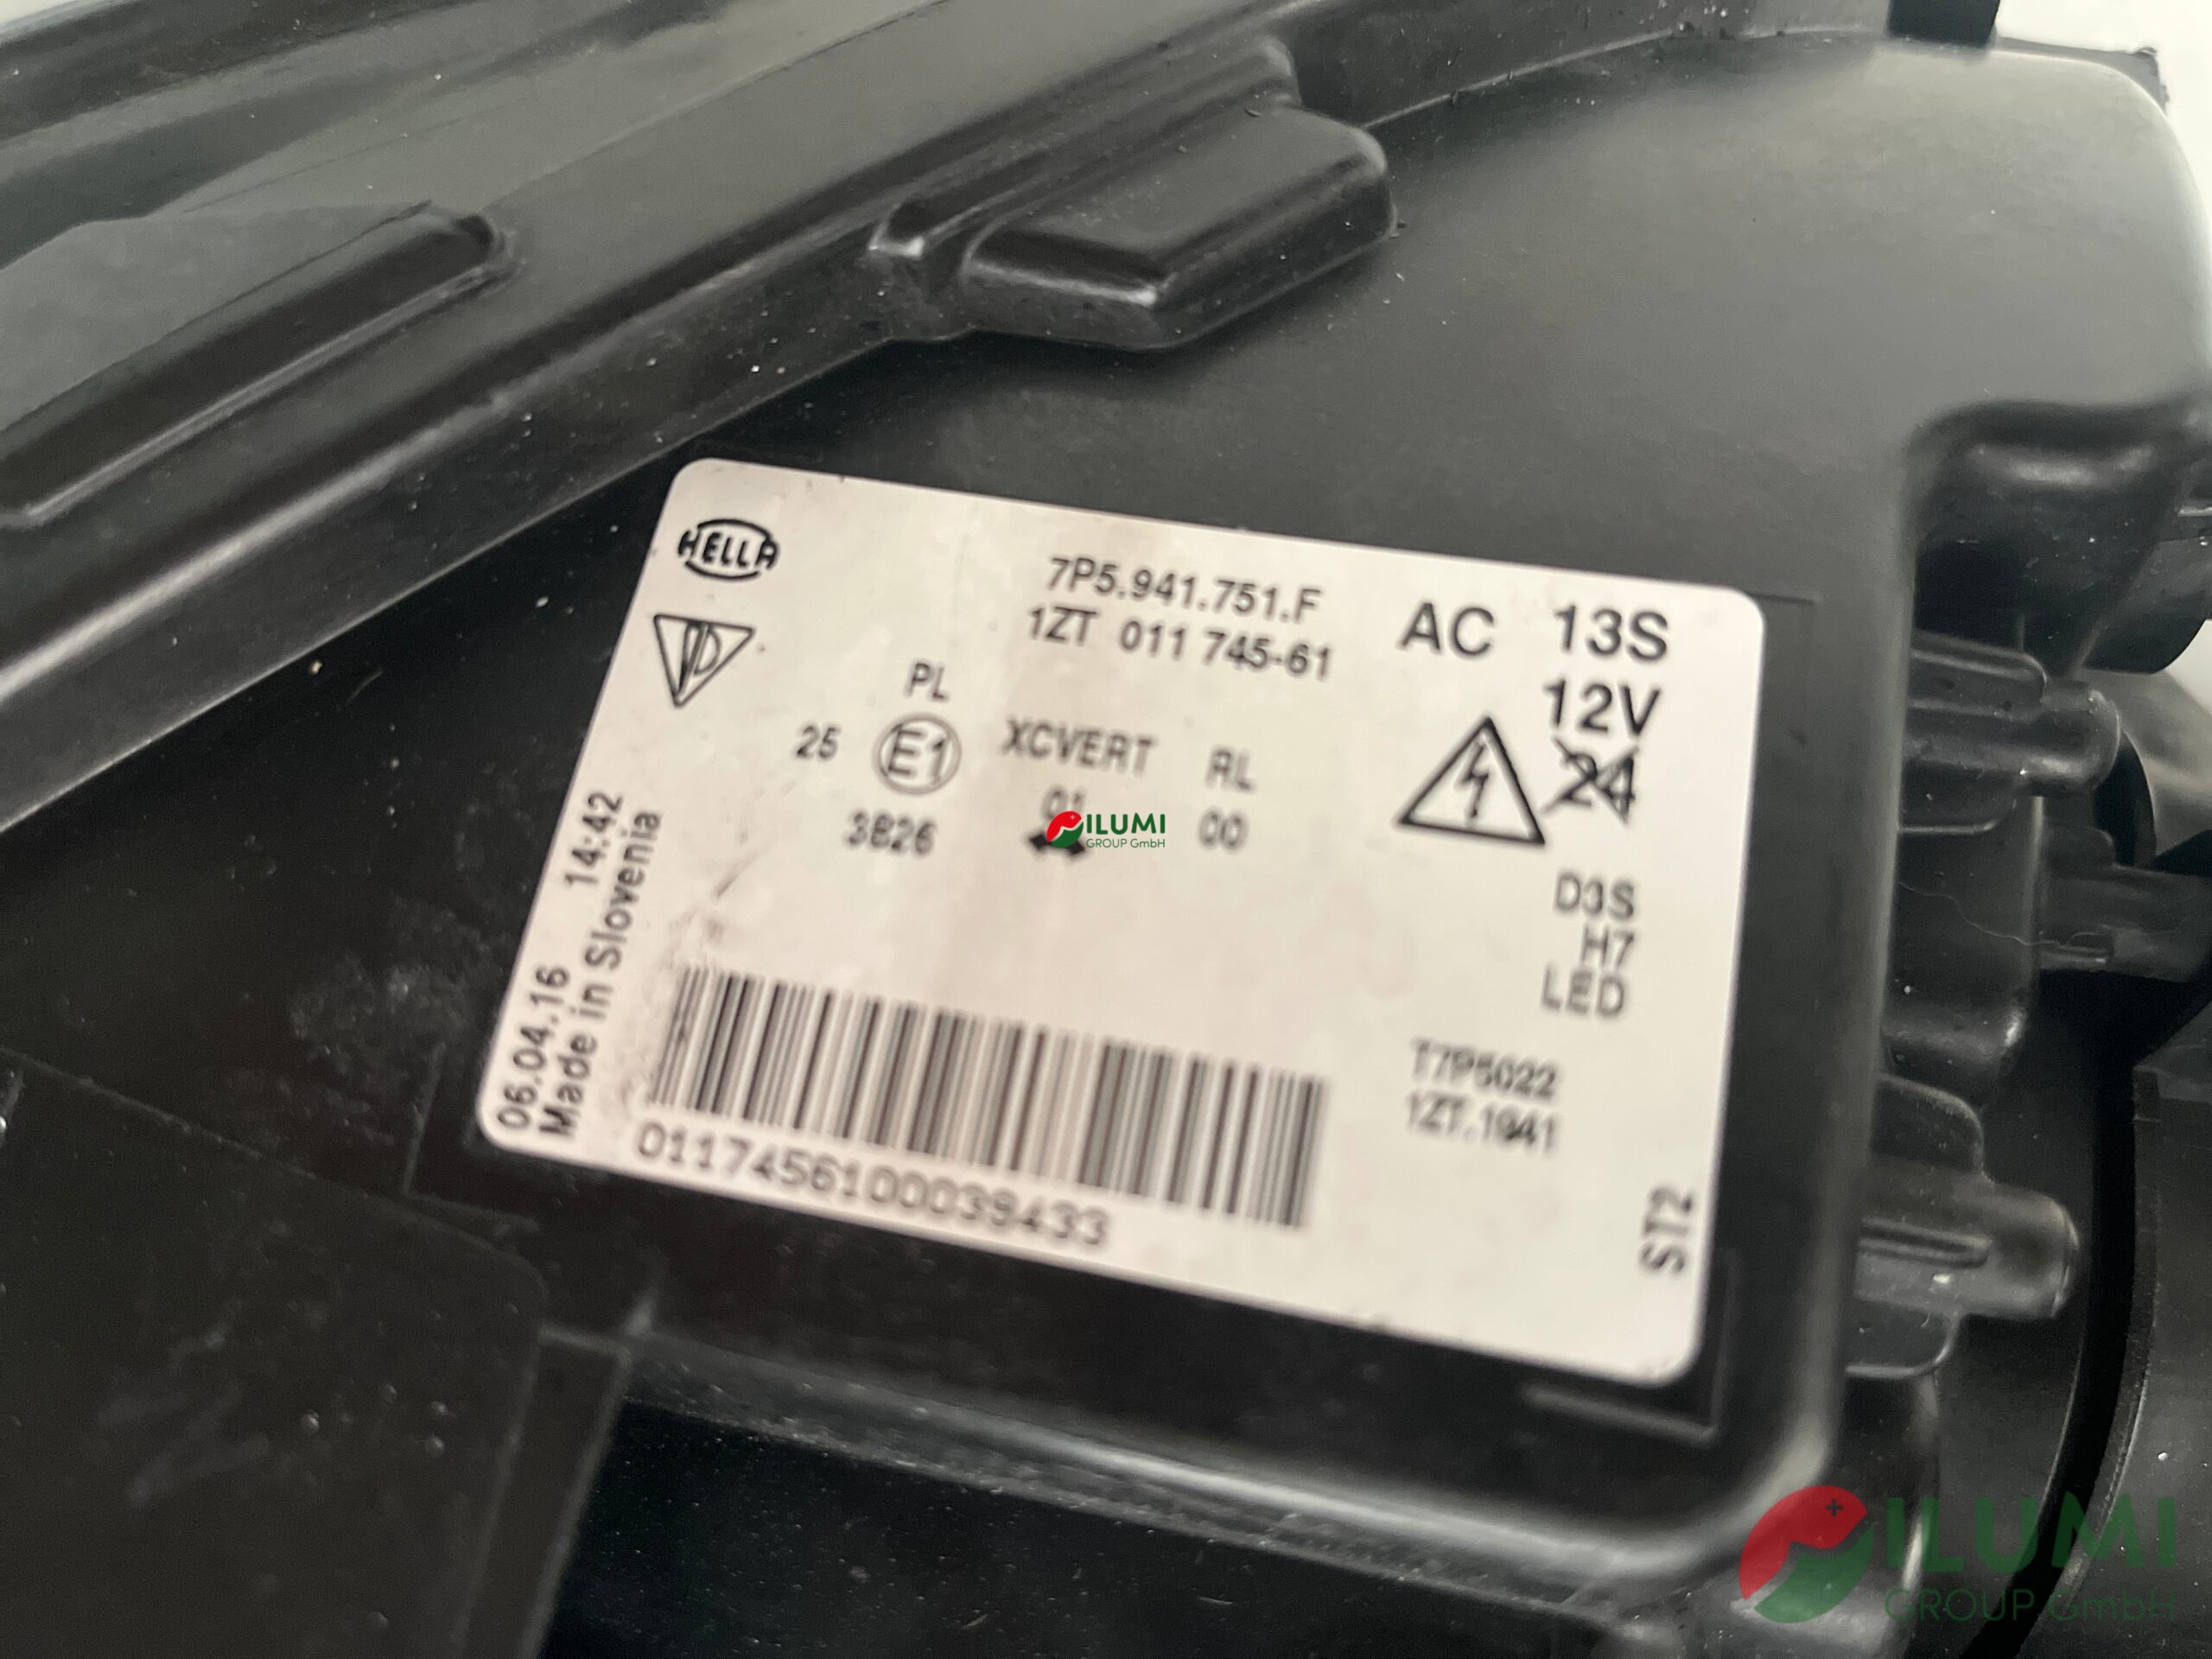 HELLA
7P5.941.751.F
1ZT 011 745-61
AC 13S
12V
24
PL
25 E1 XCVERT RL
3826 01 00
D3S
H7
LED
06.04.16 14:42
Made in Slovenia
0117456100039433
T7P5022
1ZT.1941
ST2
ILUMI
GROUP GmbH
ILUMI
GROUP GmbH